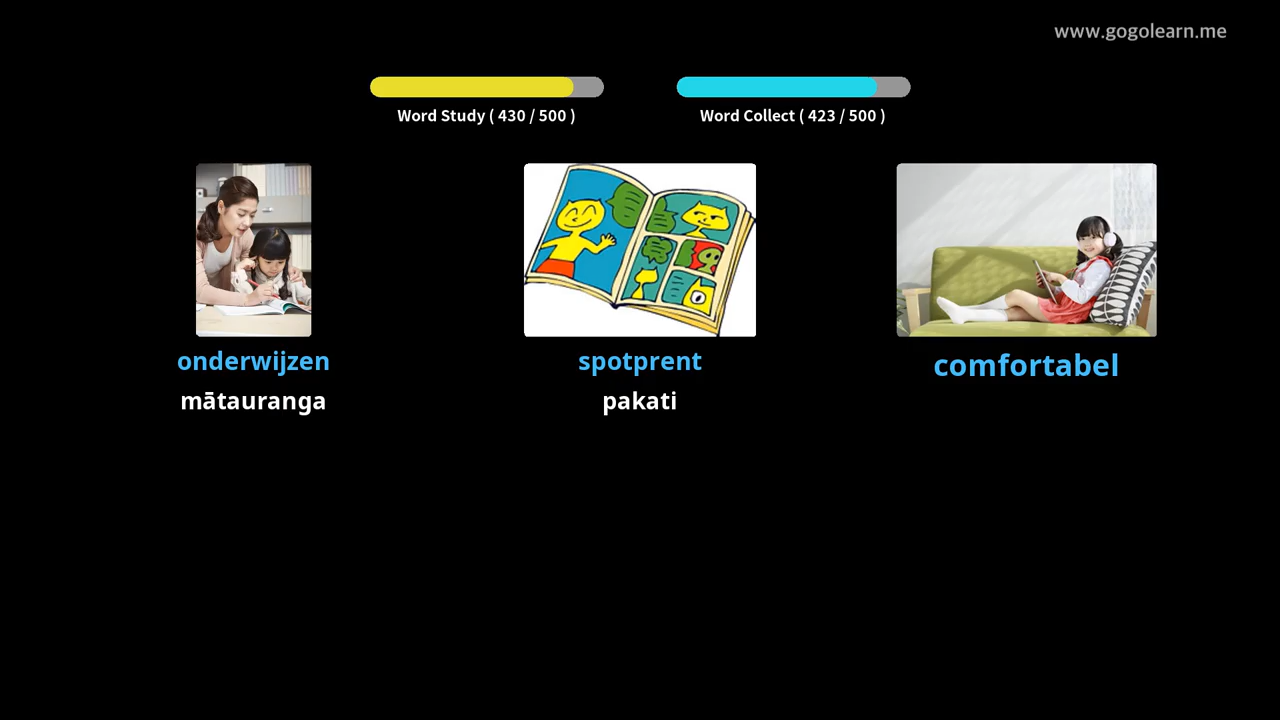 www.gogolearn.me
Word Study ( 430 / 500 )
Word Collect ( 423 / 500 )
onderwijzen
mātauranga
spotprent
pakati
comfortabel